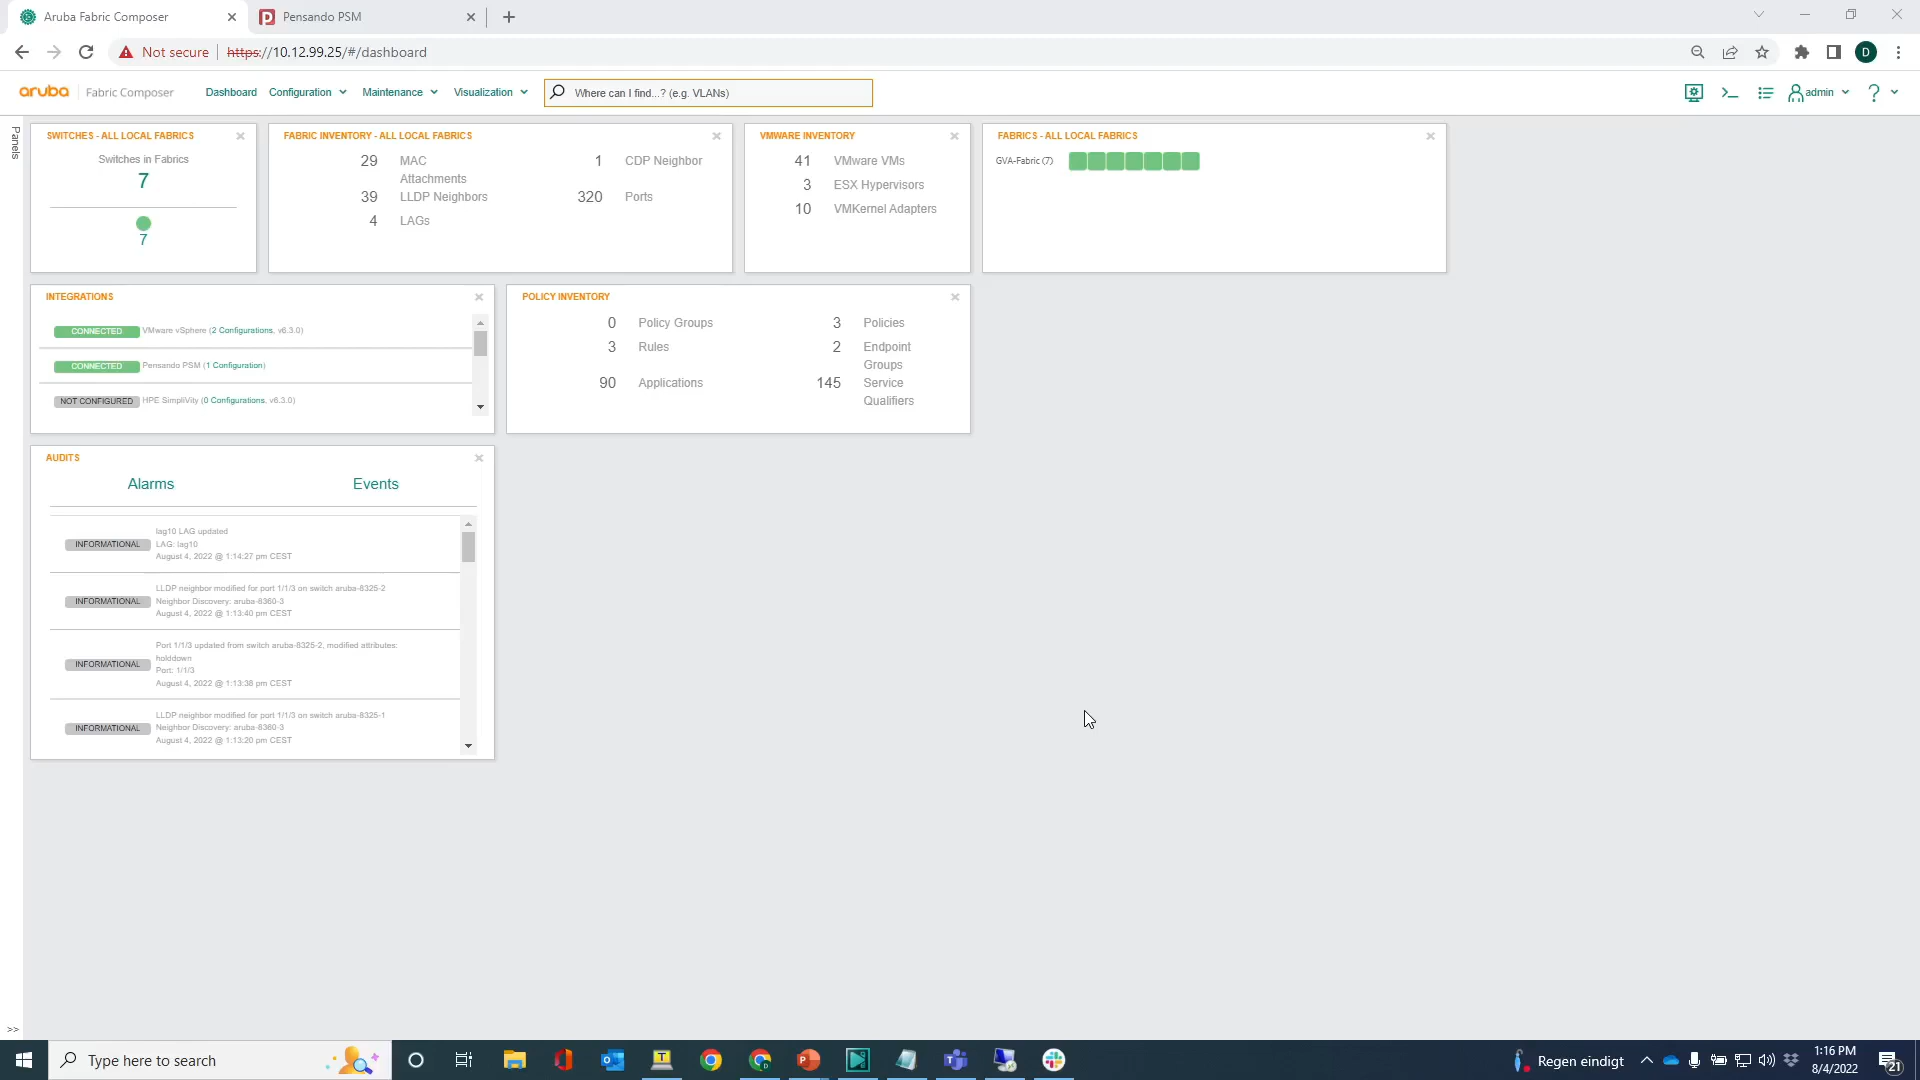 Aruba Fabric Composer
Pensando PSM
Not secure
https://10.12.99.25/#/dashboard
D
aruba Fabric Composer
Dashboard
Configuration
Maintenance
Visualization
Where can I find...? (e.g. VLANs)
admin
?
Panels
SWITCHES - ALL LOCAL FABRICS
Switches in Fabrics
7
7
FABRIC INVENTORY - ALL LOCAL FABRICS
29 MAC Attachments
1 CDP Neighbor
39 LLDP Neighbors
320 Ports
4 LAGs
VMWARE INVENTORY
41 VMware VMs
3 ESX Hypervisors
10 VMKernel Adapters
FABRICS - ALL LOCAL FABRICS
GVA-Fabric (7)
INTEGRATIONS
CONNECTED VMware vSphere (2 Configurations, v6.3.0)
CONNECTED Pensando PSM (1 Configuration)
NOT CONFIGURED HPE SimpliVity (0 Configurations, v6.3.0)
POLICY INVENTORY
0 Policy Groups
3 Policies
3 Rules
2 Endpoint Groups
90 Applications
145 Service Qualifiers
AUDITS
Alarms
Events
INFORMATIONAL
lag10 LAG updated
LAG: lag10
August 4, 2022 @ 1:14:27 pm CEST
INFORMATIONAL
LLDP neighbor modified for port 1/1/3 on switch aruba-8325-2
Neighbor Discovery: aruba-8360-3
August 4, 2022 @ 1:13:40 pm CEST
INFORMATIONAL
Port 1/1/3 updated from switch aruba-8325-2, modified attributes:
holddown
Port: 1/1/3
August 4, 2022 @ 1:13:38 pm CEST
INFORMATIONAL
LLDP neighbor modified for port 1/1/3 on switch aruba-8325-1
Neighbor Discovery: aruba-8360-3
August 4, 2022 @ 1:13:20 pm CEST
>>
Type here to search
Regen eindigt
1:16 PM
8/4/2022
21